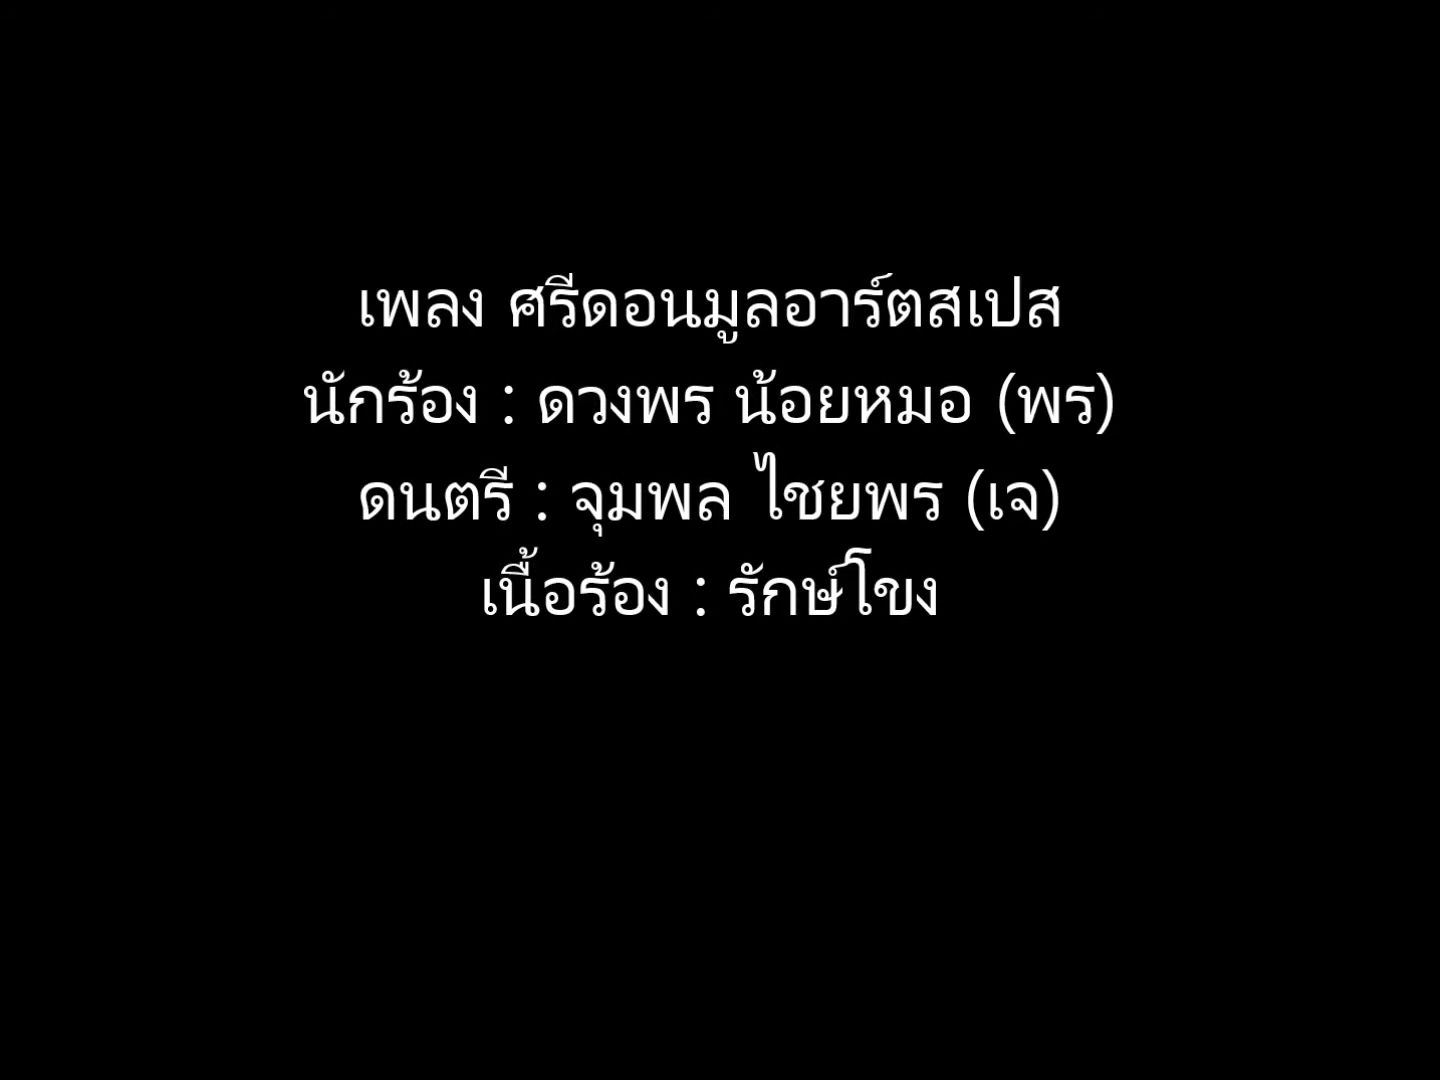 เพลง ศรีดอนมูลอาร์ตสเปส
นักร้อง : ดวงพร น้อยหมอ (พร)
ดนตรี : จุมพล ไชยพร (เจ)
เนื้อร้อง : รักษ์โขง